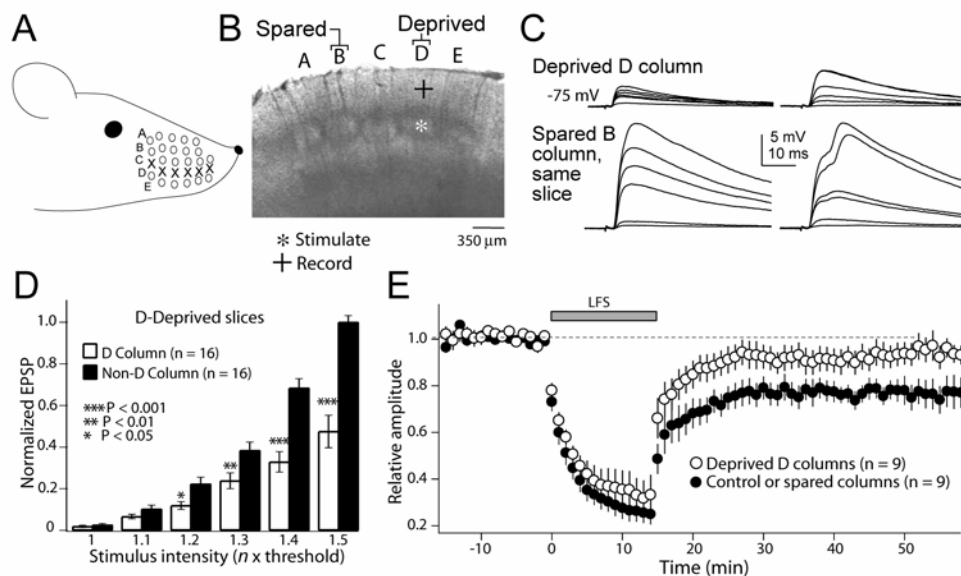 A
A
B
C
D
E
X X X X X X
B
Spared
Deprived
A B C D E
* Stimulate
+ Record
350 μm
C
Deprived D column
-75 mV
Spared B
column,
same
slice
5 mV
10 ms
D
D-Deprived slices
Normalized EPSP
1.0
0.8
0.6
0.4
0.2
0
D Column (n = 16)
Non-D Column (n = 16)
***P < 0.001
** P < 0.01
* P < 0.05
* ** *** ***
1 1.1 1.2 1.3 1.4 1.5
Stimulus intensity (n x threshold)
E
LFS
Relative amplitude
1.0
0.8
0.6
0.4
0.2
Deprived D columns (n = 9)
Control or spared columns (n = 9)
-10 0 10 20 30 40 50
Time (min)